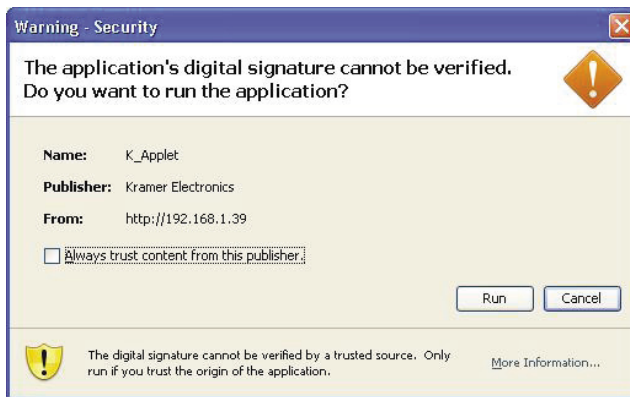 Warning - Security
The application's digital signature cannot be verified.
Do you want to run the application?
Name: K_Applet
Publisher: Kramer Electronics
From: http://192.168.1.39
Always trust content from this publisher.
Run Cancel
The digital signature cannot be verified by a trusted source. Only
run if you trust the origin of the application.
More Information...